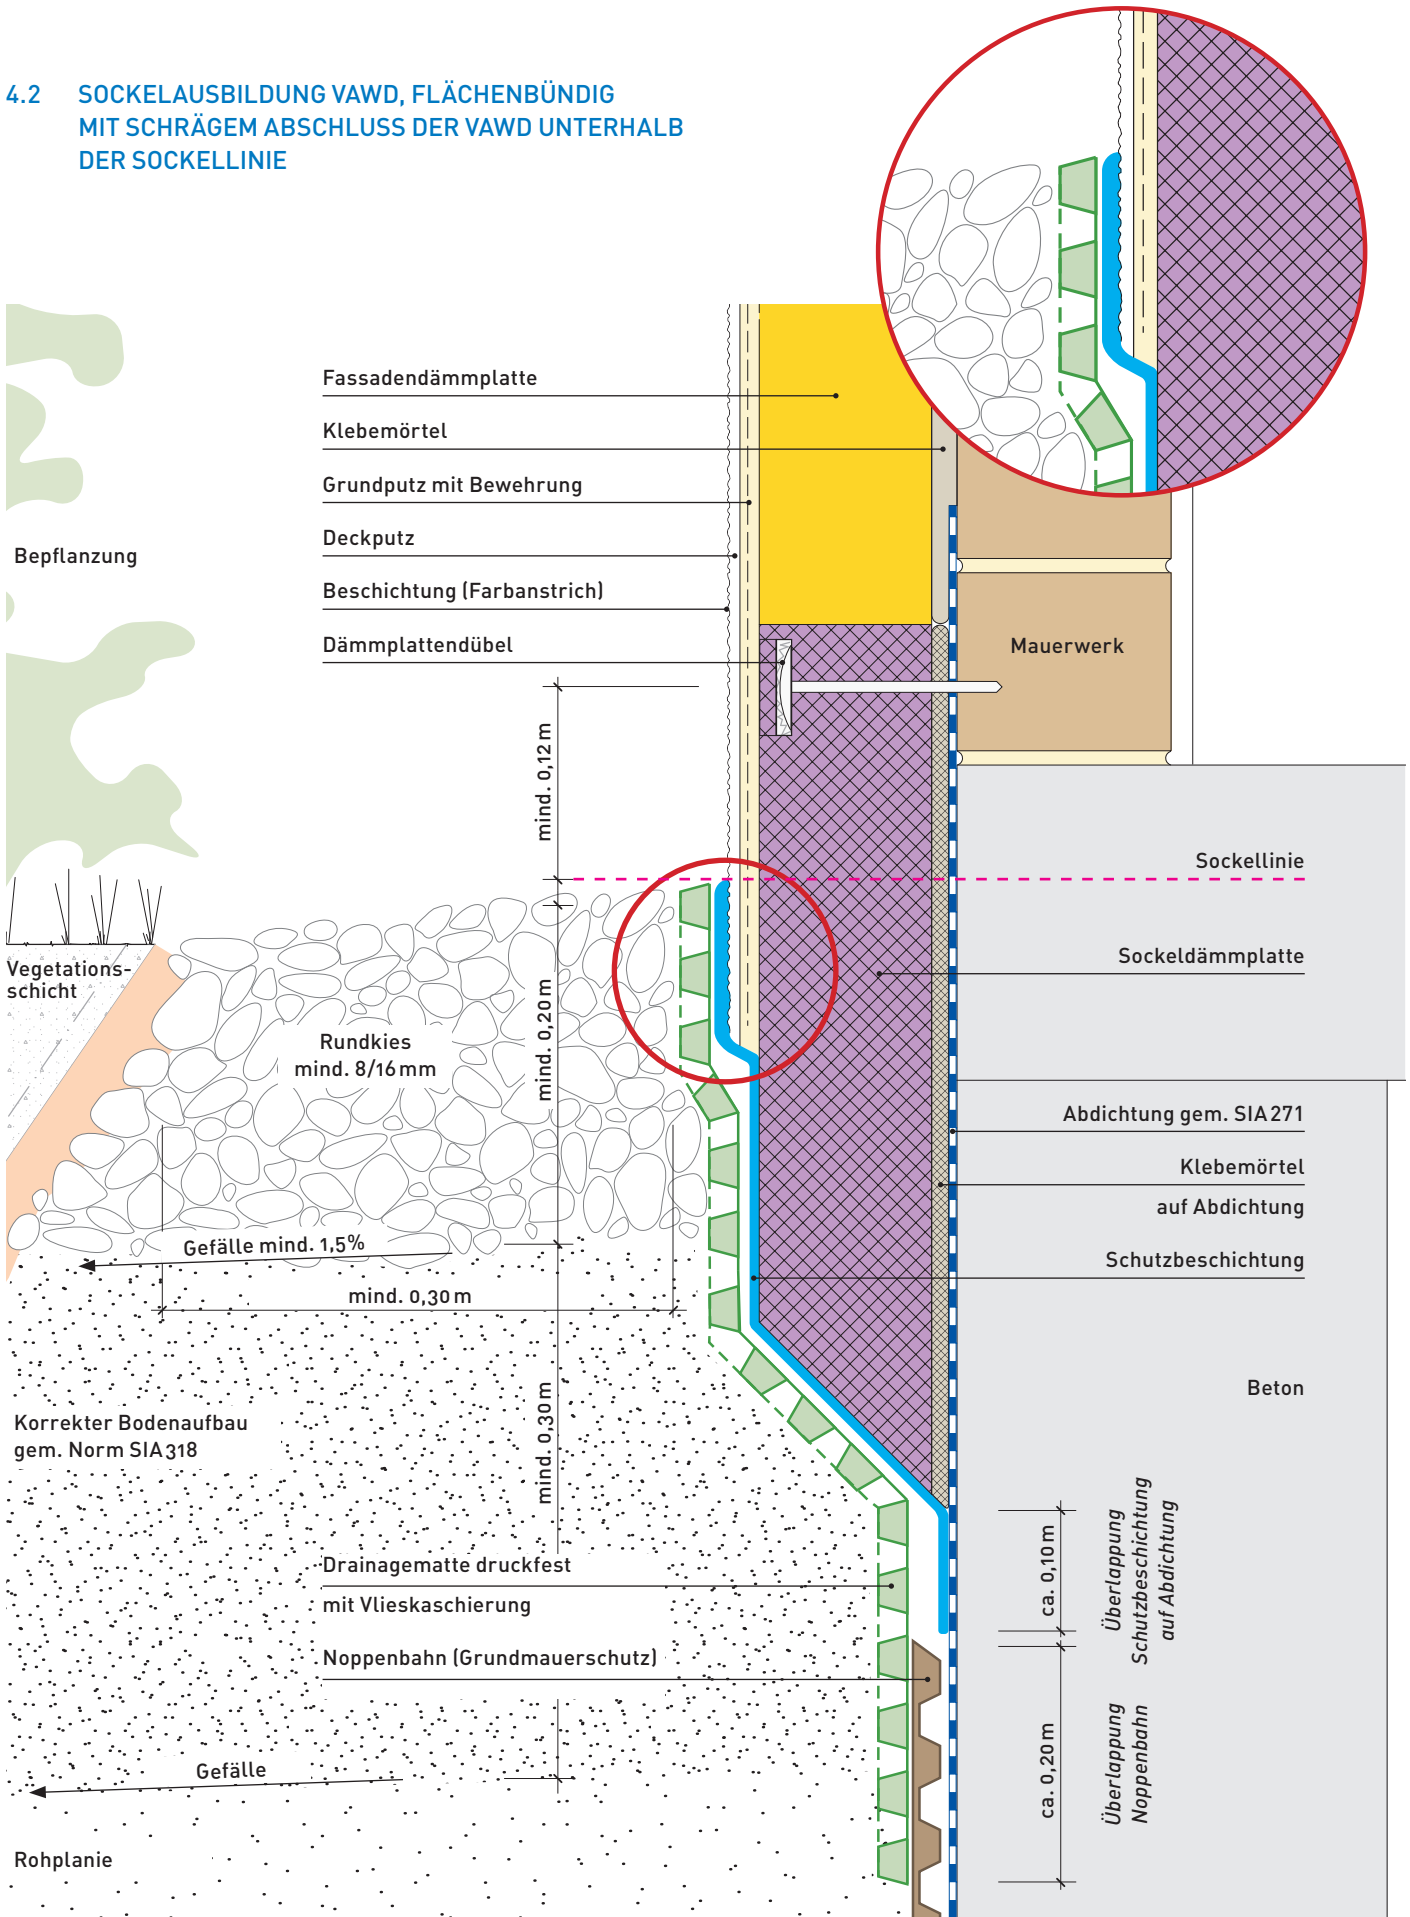 4.2 SOCKELAUSBILDUNG VAWD, FLÄCHENBÜNDIG
MIT SCHRÄGEM ABSCHLUSS DER VAWD UNTERHALB
DER SOCKELLINIE
Fassadendämmplatte
Klebemörtel
Grundputz mit Bewehrung
Deckputz
Bepflanzung
Beschichtung (Farbanstrich)
Dämmplattendübel
Mauerwerk
mind. 0,12 m
Sockellinie
Sockeldämmplatte
Vegetations-
schicht
mind. 0,20 m
Rundkies
mind. 8/16 mm
Abdichtung gem. SIA 271
Klebemörtel
auf Abdichtung
Gefälle mind. 1,5%
Schutzbeschichtung
mind. 0,30 m
mind. 0,30 m
Beton
Korrekter Bodenaufbau
gem. Norm SIA 318
Drainagematte druckfest
mit Vlieskaschierung
ca. 0,10 m
Überlappung
Schutzbeschichtung
auf Abdichtung
Noppenbahn (Grundmauerschutz)
ca. 0,20 m
Überlappung
Noppenbahn
Gefälle
Rohplanie